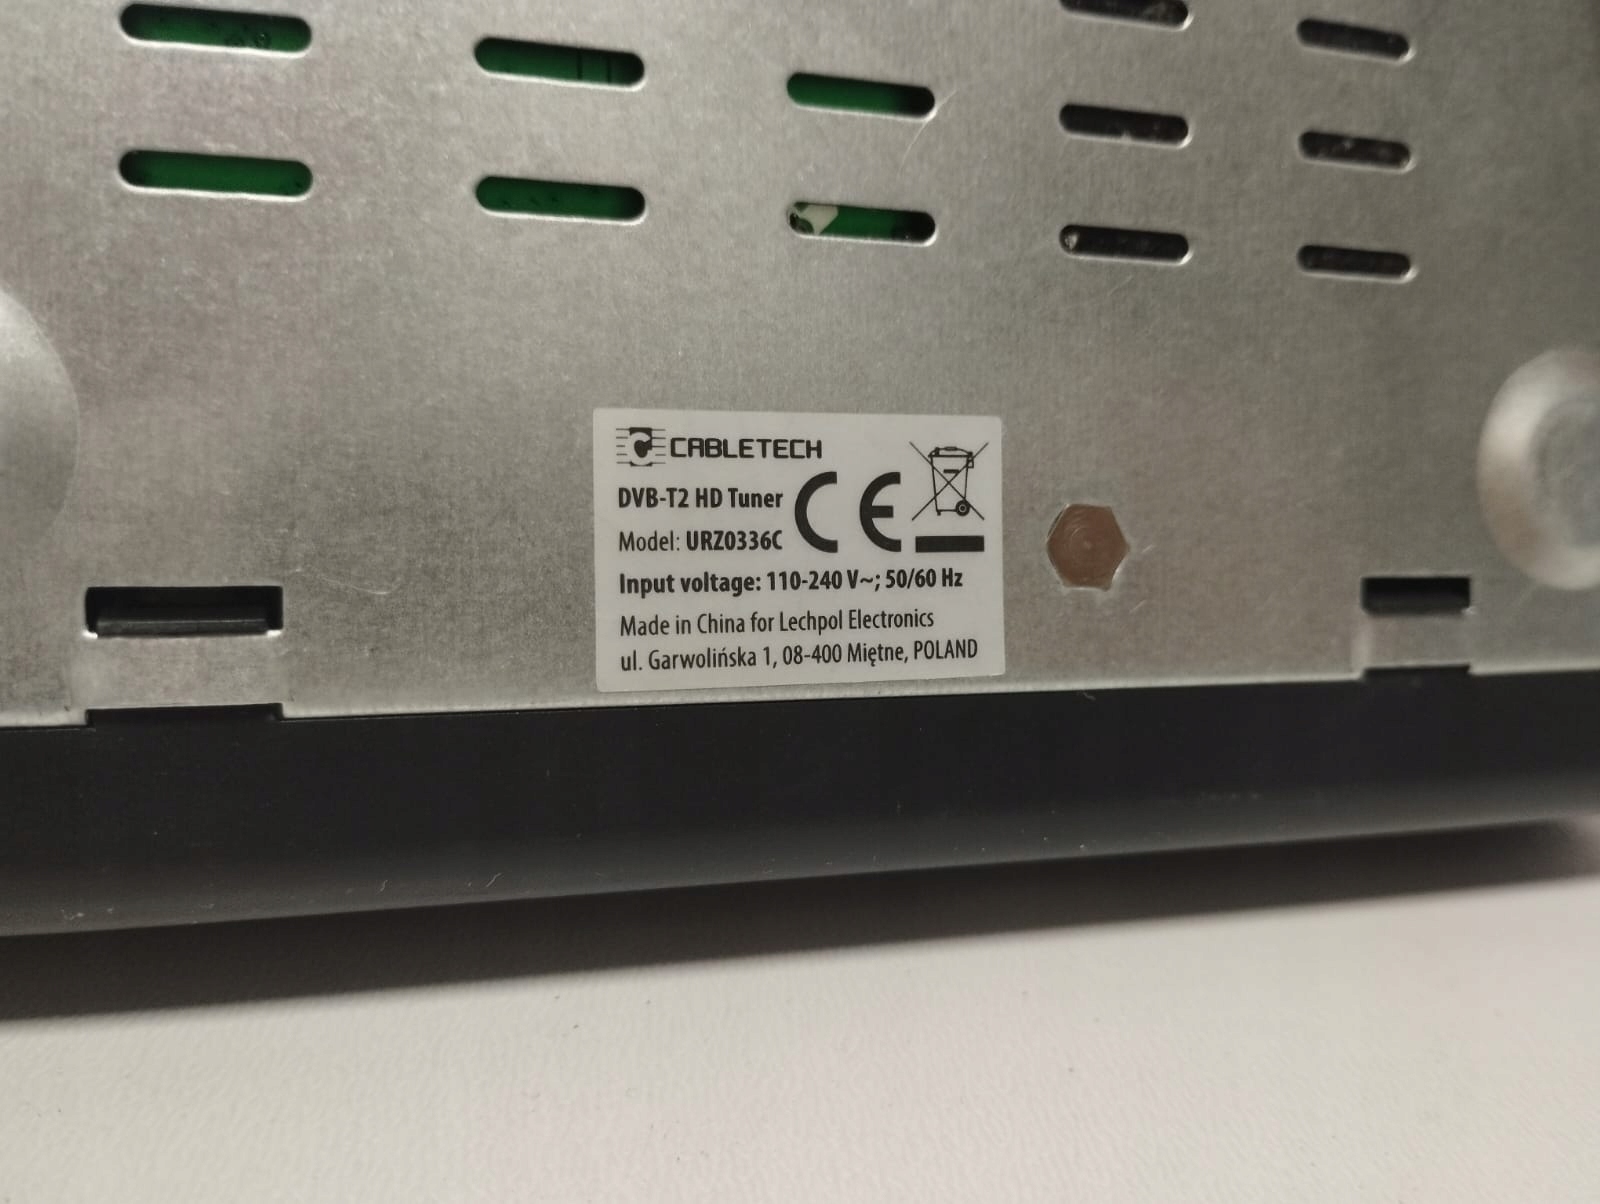 CABLETECH
DVB-T2 HD Tuner
Model: URZ0336C
Input voltage: 110-240 V~; 50/60 Hz
Made in China for Lechpol Electronics
ul. Garwolińska 1, 08-400 Miętne, POLAND